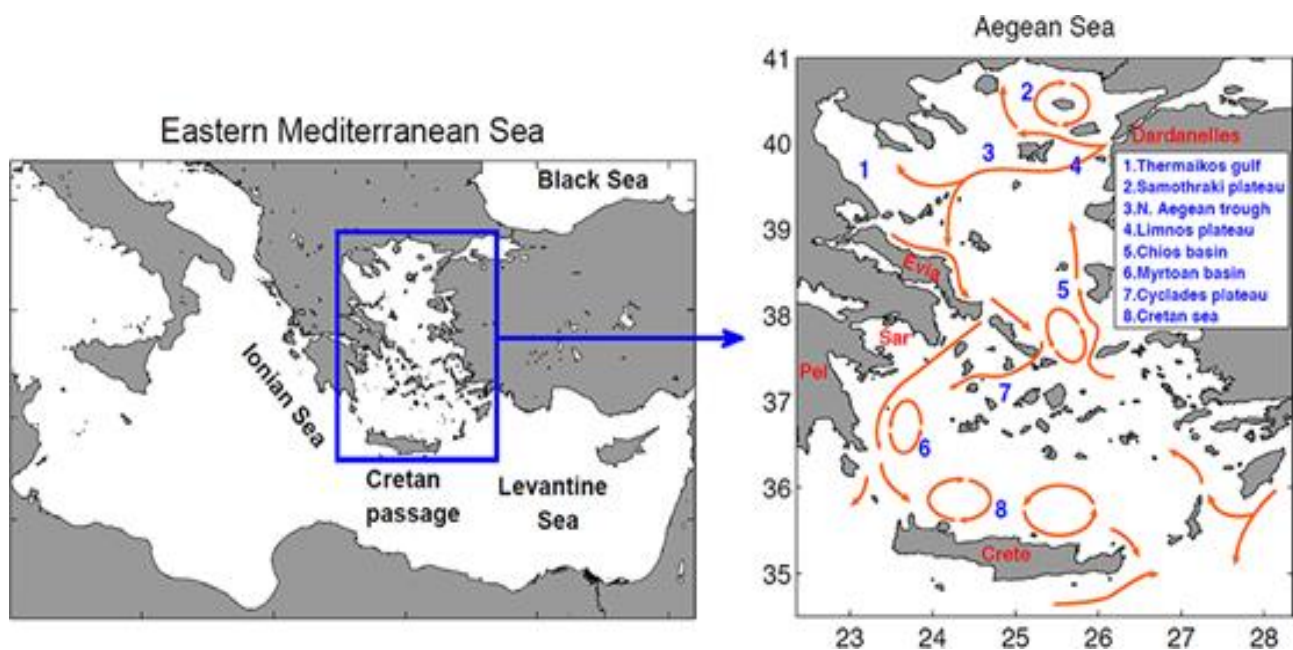 Eastern Mediterranean Sea
Black Sea
Ionian Sea
Cretan
passage
Levantine
Sea
Aegean Sea
41
40
39
38
37
36
35
23
24
25
26
27
28
Dardanelles
1.Thermaikos gulf
2.Samothraki plateau
3.N. Aegean trough
4.Limnos plateau
5.Chios basin
6.Myrtoan basin
7.Cyclades plateau
8.Cretan sea
2
3
1
4
Evia
5
Sar
Pel
7
6
8
Crete